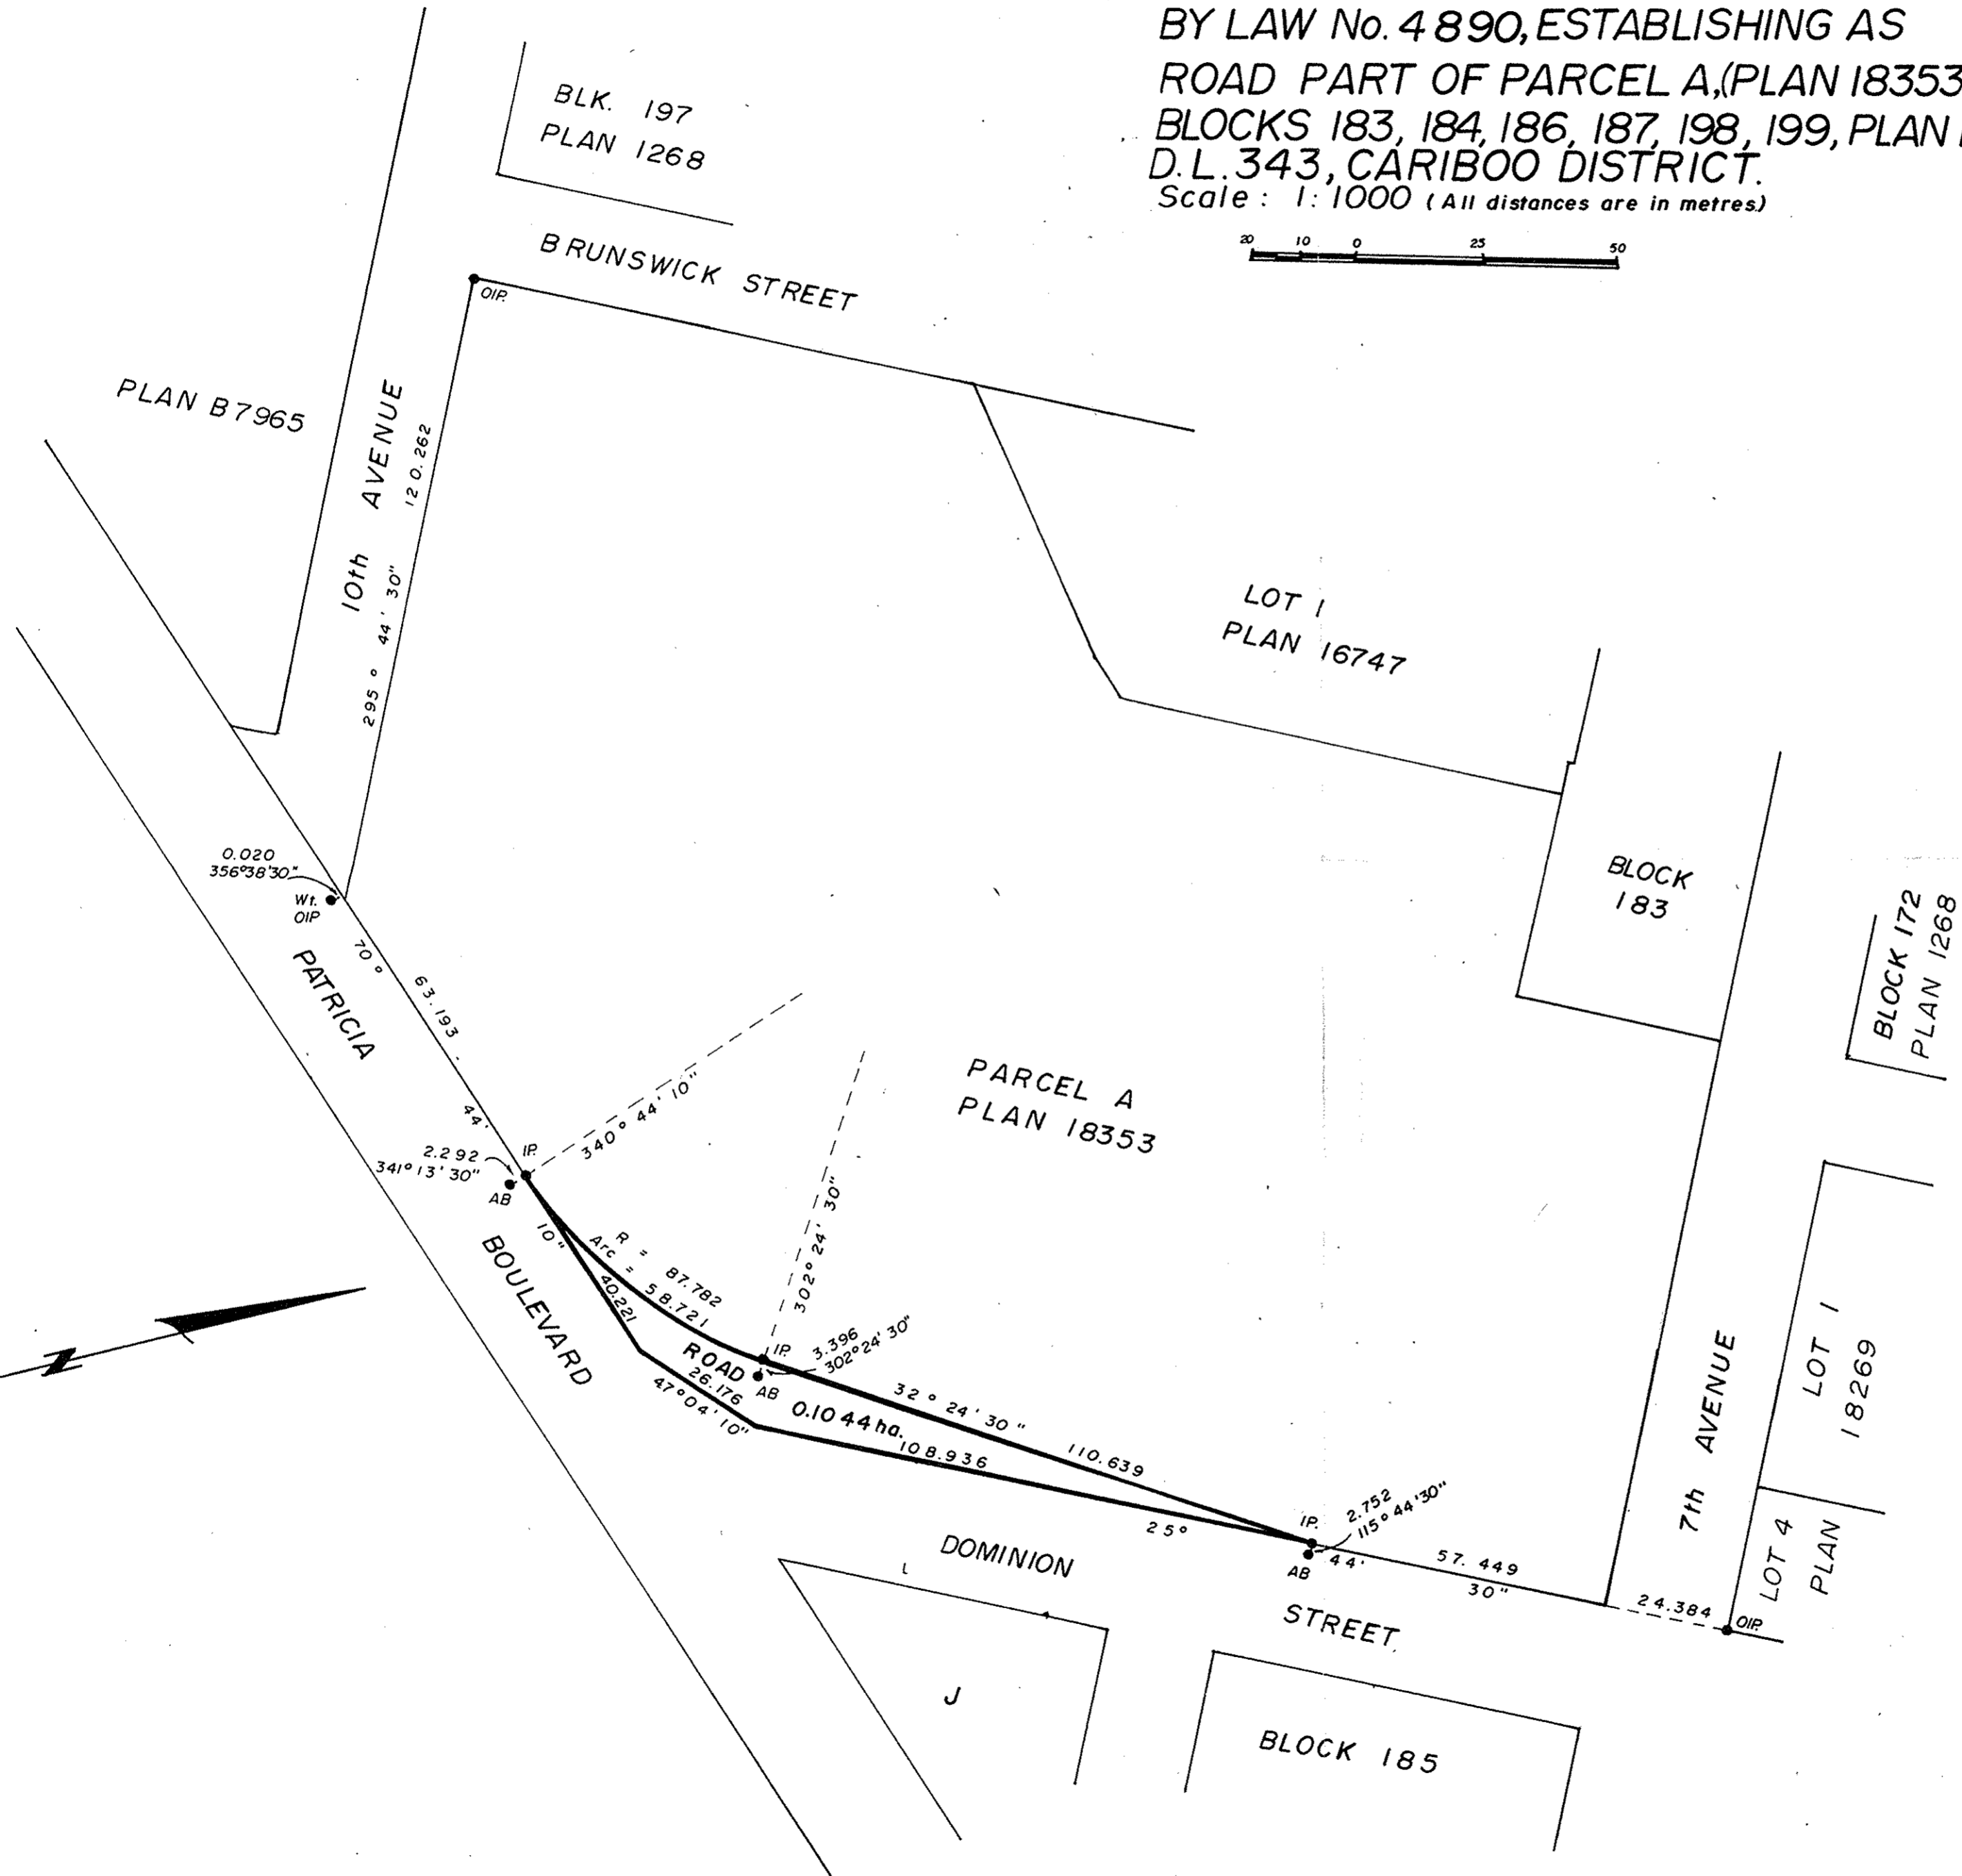 BY LAW No. 4890, ESTABLISHING AS
ROAD PART OF PARCEL A,(PLAN 18353
BLOCKS 183, 184, 186, 187, 198, 199, PLAN
D.L. 343, CARIBOO DISTRICT.
Scale : 1:1000 (All distances are in metres.)
20 10 0 25 50
BLK. 197
PLAN 1268
BRUNSWICK STREET
OIP.
PLAN B7965
10th AVENUE
295° 44' 30" 120.262
LOT 1
PLAN 16747
BLOCK
183
BLOCK 172
PLAN 1268
0.020
356°38'30"
Wt.
OIP
70° 44' 10"
63.193
PATRICIA BOULEVARD
340° 44' 10"
PARCEL A
PLAN 18353
IP.
2.292
341° 13' 30"
AB
302° 24' 30"
R = 87.782
Arc = 58.721
40.221
ROAD
IP.
3.396
302° 24' 30"
AB
26.176
47° 04' 10"
0.1044 ha.
32° 24' 30"
110.639
108.936
25° 44' 30"
IP.
2.752
115° 44' 30"
AB
57.449
24.384
OIP.
7th AVENUE
LOT 1
18269
LOT 4
PLAN
DOMINION STREET
L
J
BLOCK 185
N